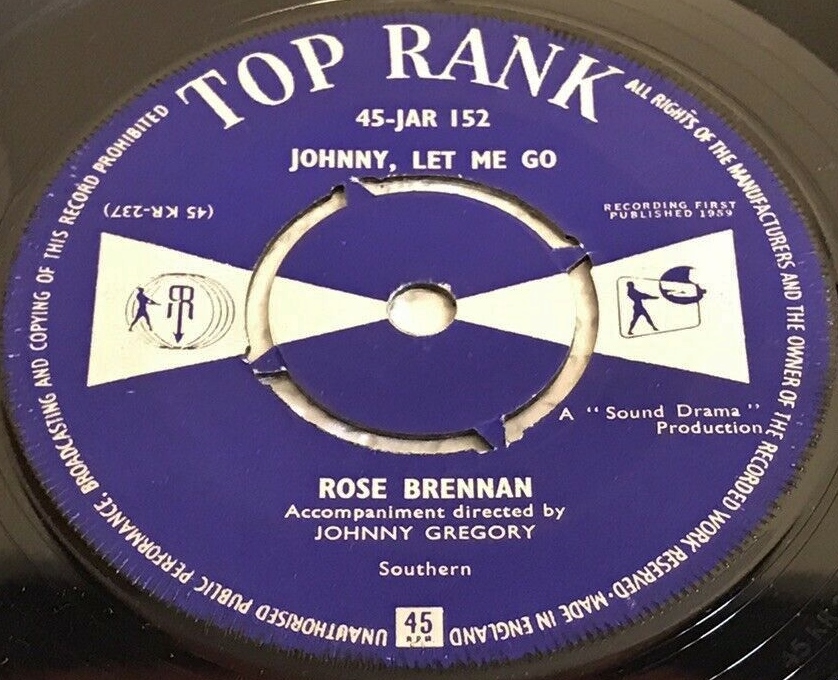 TOP RANK
45-JAR 152
JOHNNY, LET ME GO
(45 KR-237)
RECORDING FIRST
PUBLISHED 1959
A "Sound Drama"
Production.
ROSE BRENNAN
Accompaniment directed by
JOHNNY GREGORY
Southern
45
RPM
ALL RIGHTS OF THE MANUFACTURERS AND THE OWNER OF THE RECORDED WORK RESERVED · MADE IN ENGLAND
UNAUTHORISED PUBLIC PERFORMANCE, BROADCASTING AND COPYING OF THIS RECORD PROHIBITED